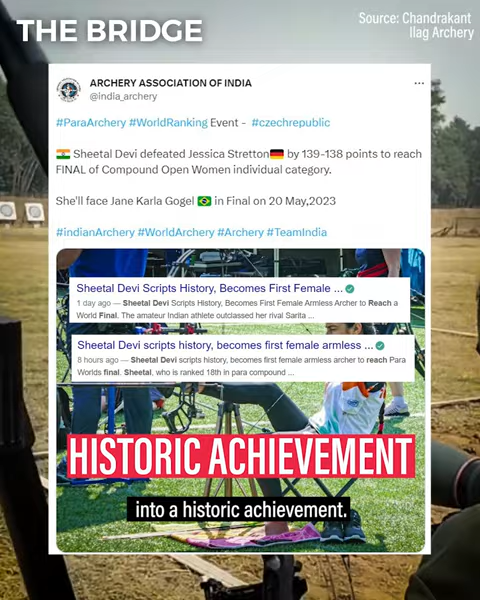 THE BRIDGE
Source: Chandrakant
Ilag Archery
ARCHERY ASSOCIATION OF INDIA
@india_archery
#ParaArchery #WorldRanking Event - #czechrepublic
Sheetal Devi defeated Jessica Stretton by 139-138 points to reach
FINAL of Compound Open Women individual category.
She'll face Jane Karla Gogel in Final on 20 May,2023
#indianArchery #WorldArchery #Archery #TeamIndia
Sheetal Devi Scripts History, Becomes First Female ...
1 day ago — Sheetal Devi Scripts History, Becomes First Female Armless Archer to Reach a
World Final. The amateur Indian athlete outclassed her rival Sarita ...
Sheetal Devi scripts history, becomes first female armless ...
8 hours ago — Sheetal Devi scripts history, becomes first female armless archer to reach Para
Worlds final. Sheetal, who is ranked 18th in para compound ...
HISTORIC ACHIEVEMENT
into a historic achievement.